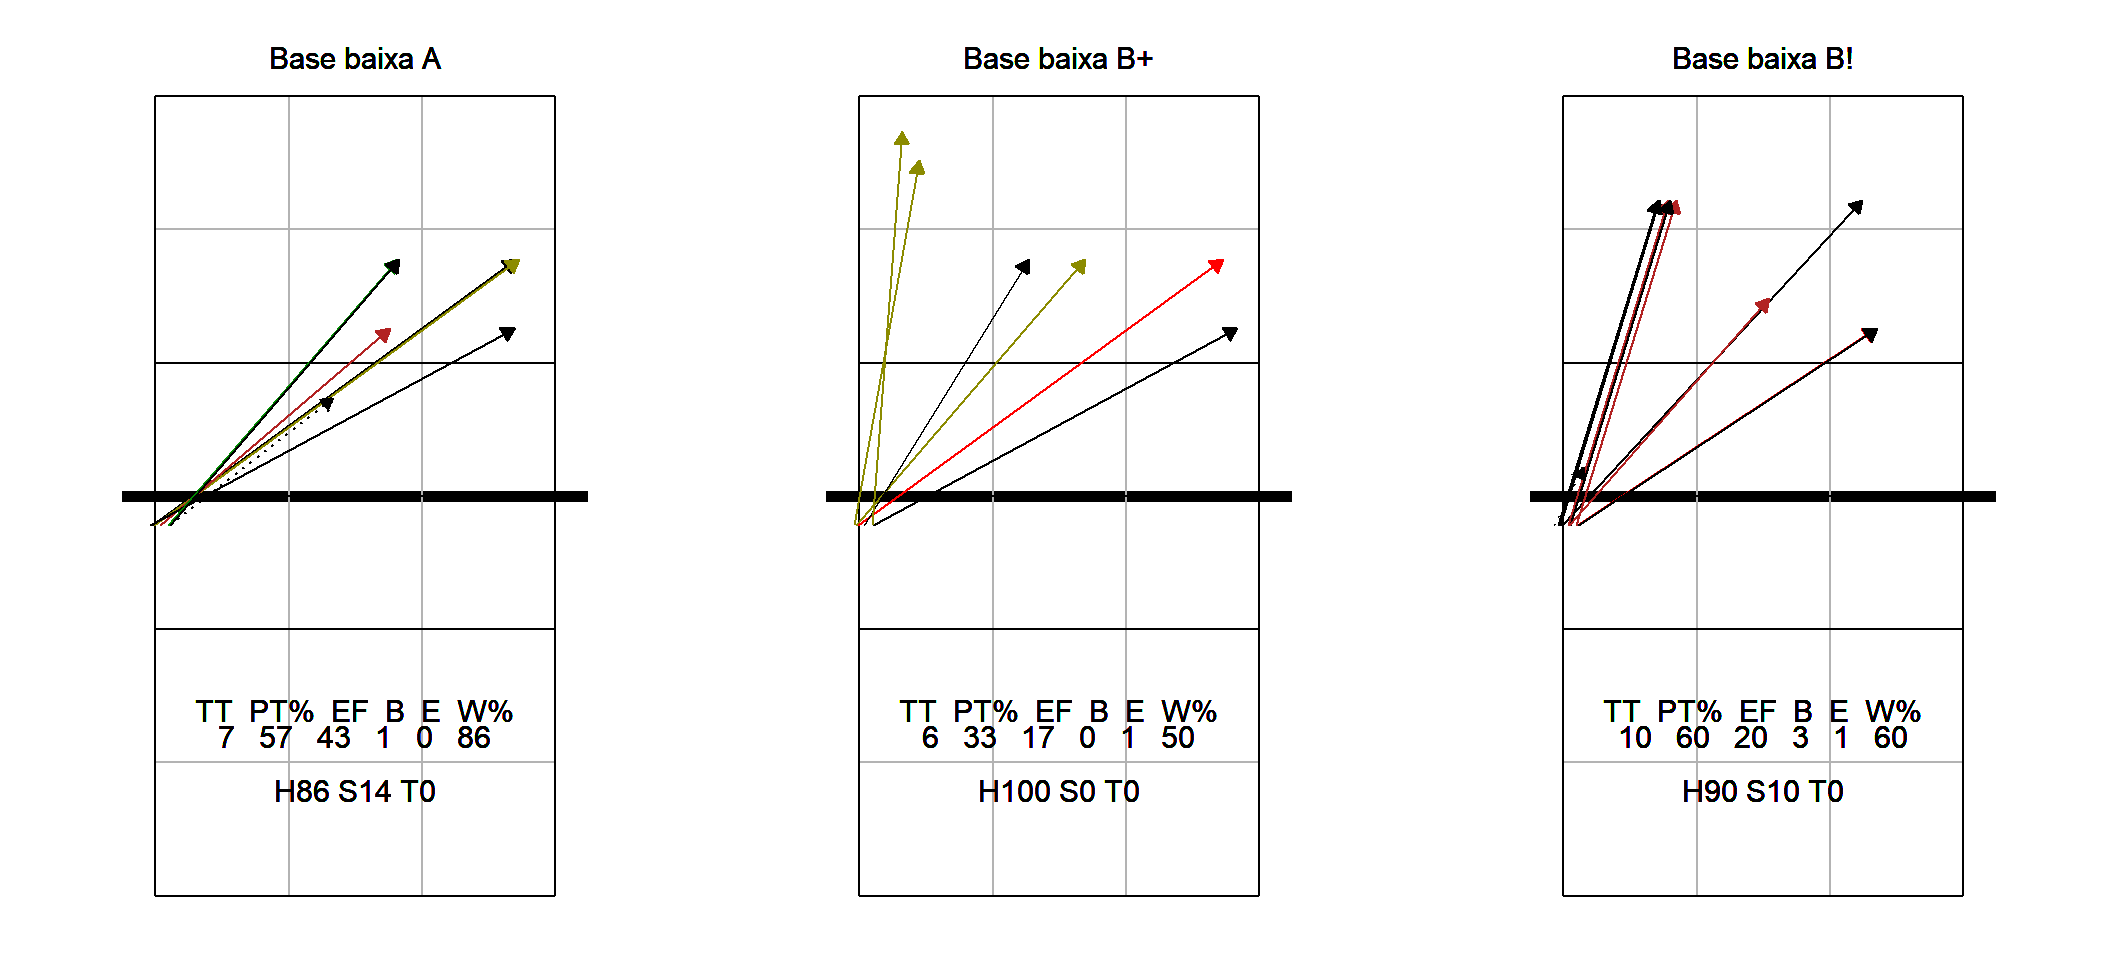 Base baixa A
TT PT% EF B E W%
7 57 43 1 0 86
H86 S14 T0
Base baixa B+
TT PT% EF B E W%
6 33 17 0 1 50
H100 S0 T0
Base baixa B!
TT PT% EF B E W%
10 60 20 3 1 60
H90 S10 T0